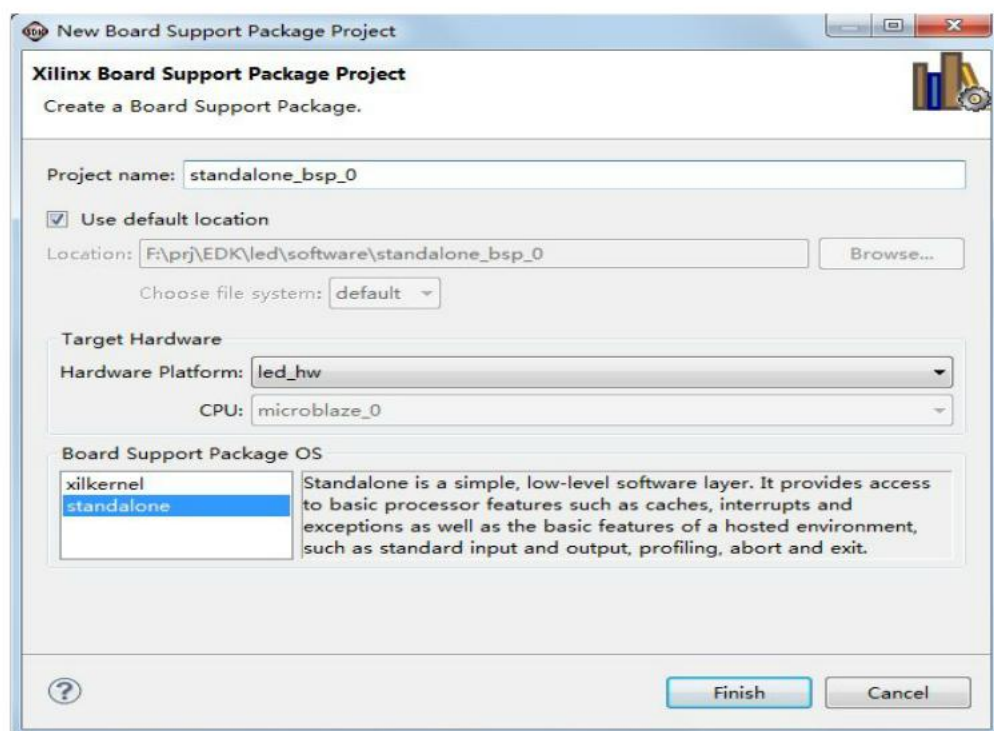 New Board Support Package Project
Xilinx Board Support Package Project
Create a Board Support Package.
Project name: standalone_bsp_0
Use default location
Location: F:\prj\EDK\led\software\standalone_bsp_0 Browse...
Choose file system: default
Target Hardware
Hardware Platform: led_hw
CPU: microblaze_0
Board Support Package OS
xilkernel
standalone
Standalone is a simple, low-level software layer. It provides access
to basic processor features such as caches, interrupts and
exceptions as well as the basic features of a hosted environment,
such as standard input and output, profiling, abort and exit.
? Finish Cancel